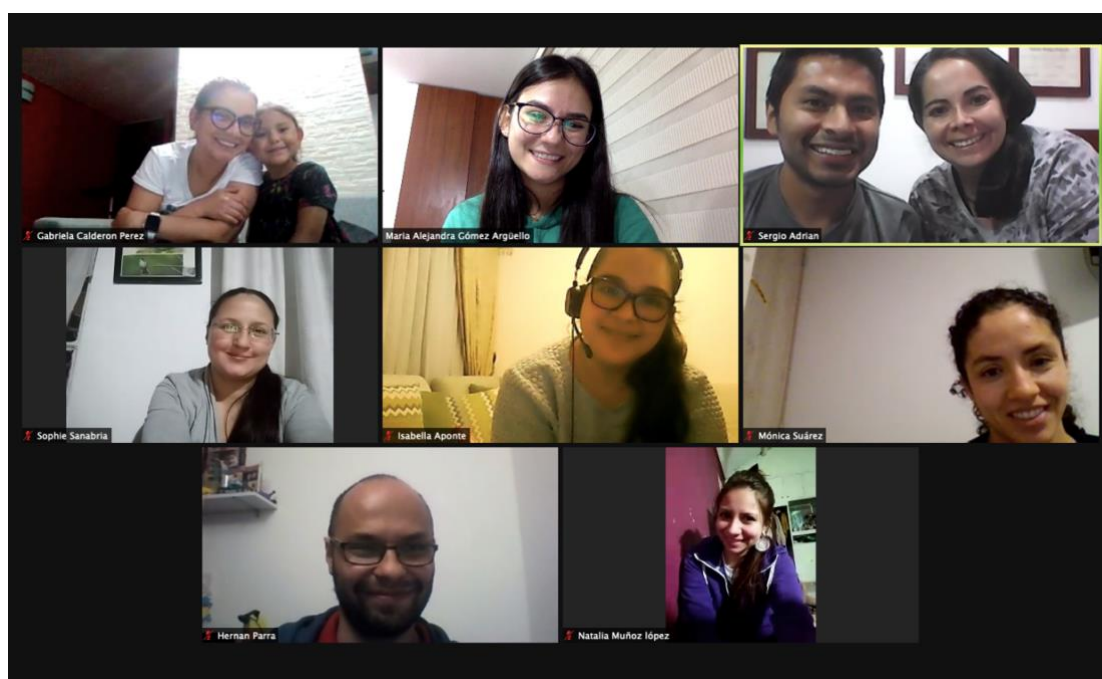 Gabriela Calderon Perez
Maria Alejandra Gómez Argüello
Sergio Adrian
Sophie Sanabria
Isabella Aponte
Mónica Suárez
Hernan Parra
Natalia Muñoz lópez